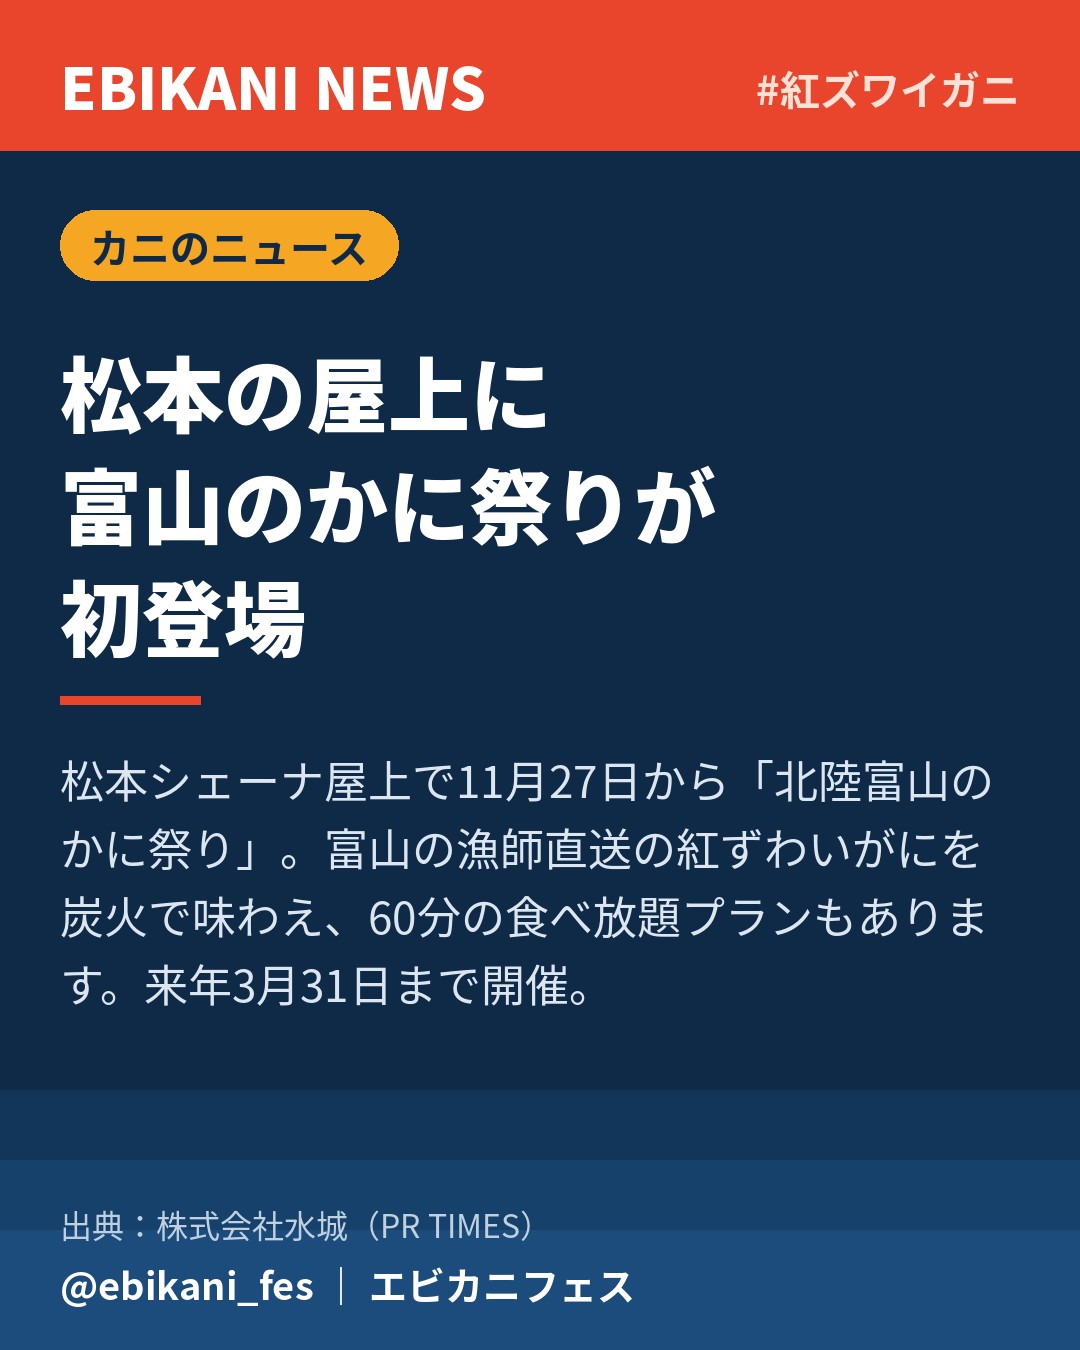 EBIKANI NEWS
#紅ズワイガニ
カニのニュース
松本の屋上に
富山のかに祭りが
初登場
松本シェーナ屋上で11月27日から「北陸富山の
かに祭り」。富山の漁師直送の紅ずわいがにを
炭火で味わえ、60分の食べ放題プランもありま
す。来年3月31日まで開催。
出典：株式会社水城（PR TIMES）
@ebikani_fes ｜ エビカニフェス